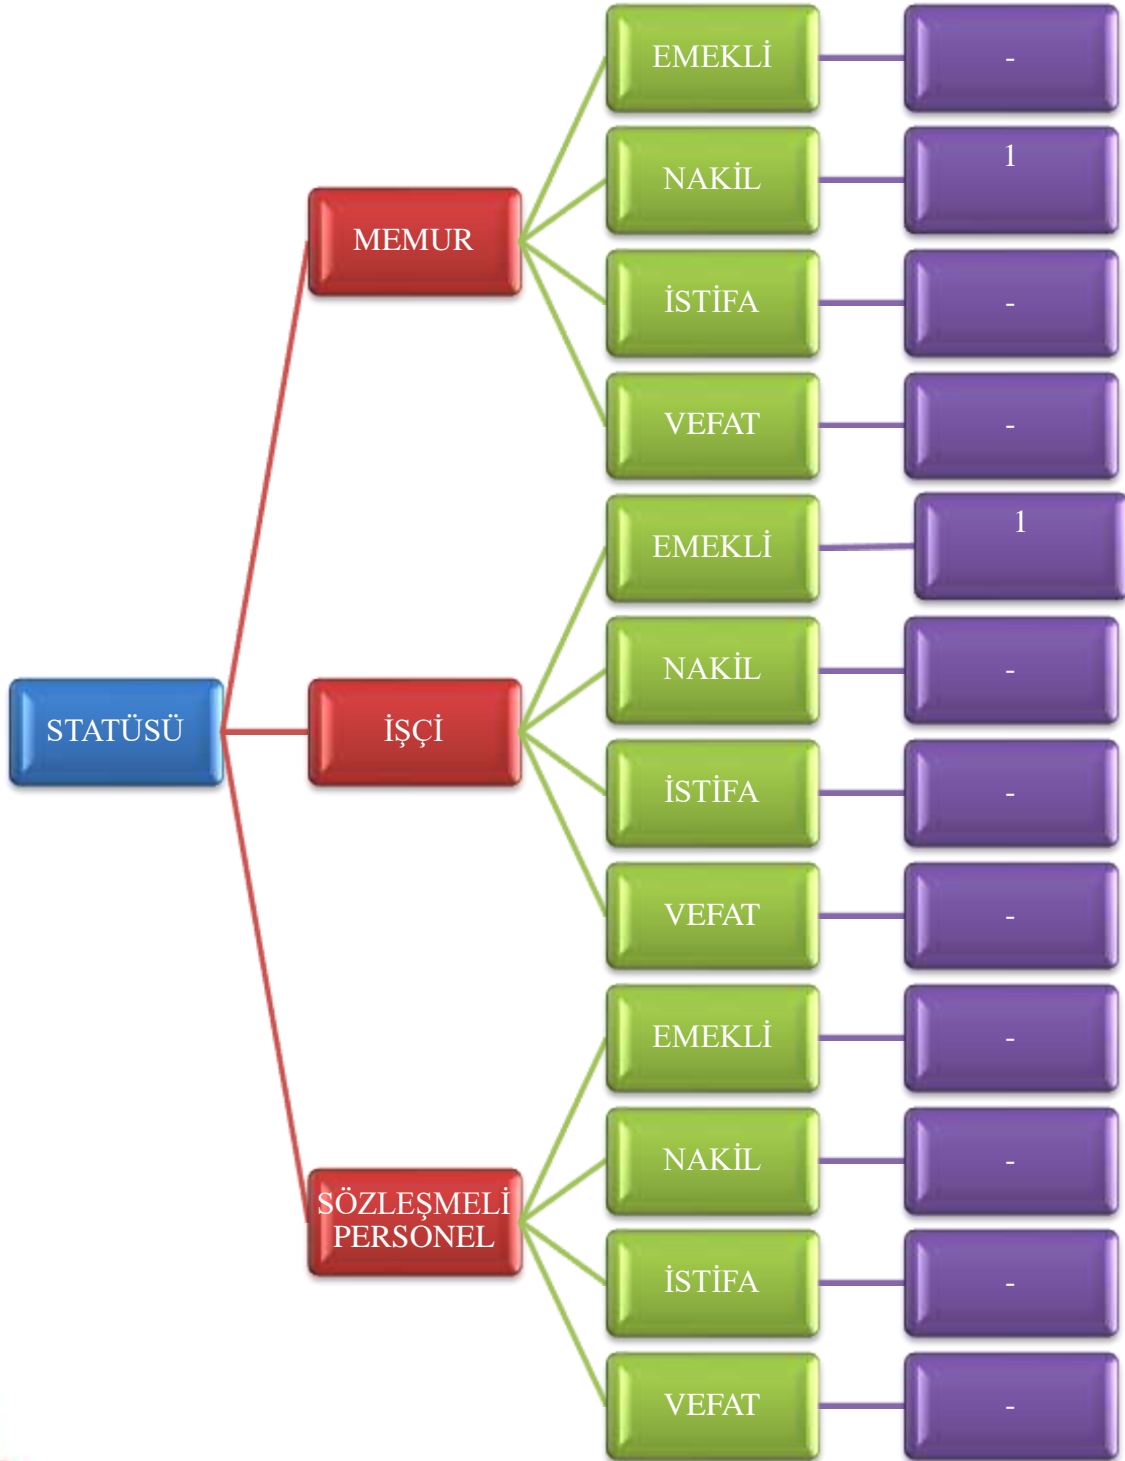 STATÜSÜ
MEMUR
EMEKLİ
-
NAKİL
1
İSTİFA
-
VEFAT
-
İŞÇİ
EMEKLİ
1
NAKİL
-
İSTİFA
-
VEFAT
-
SÖZLEŞMELİ
PERSONEL
EMEKLİ
-
NAKİL
-
İSTİFA
-
VEFAT
-